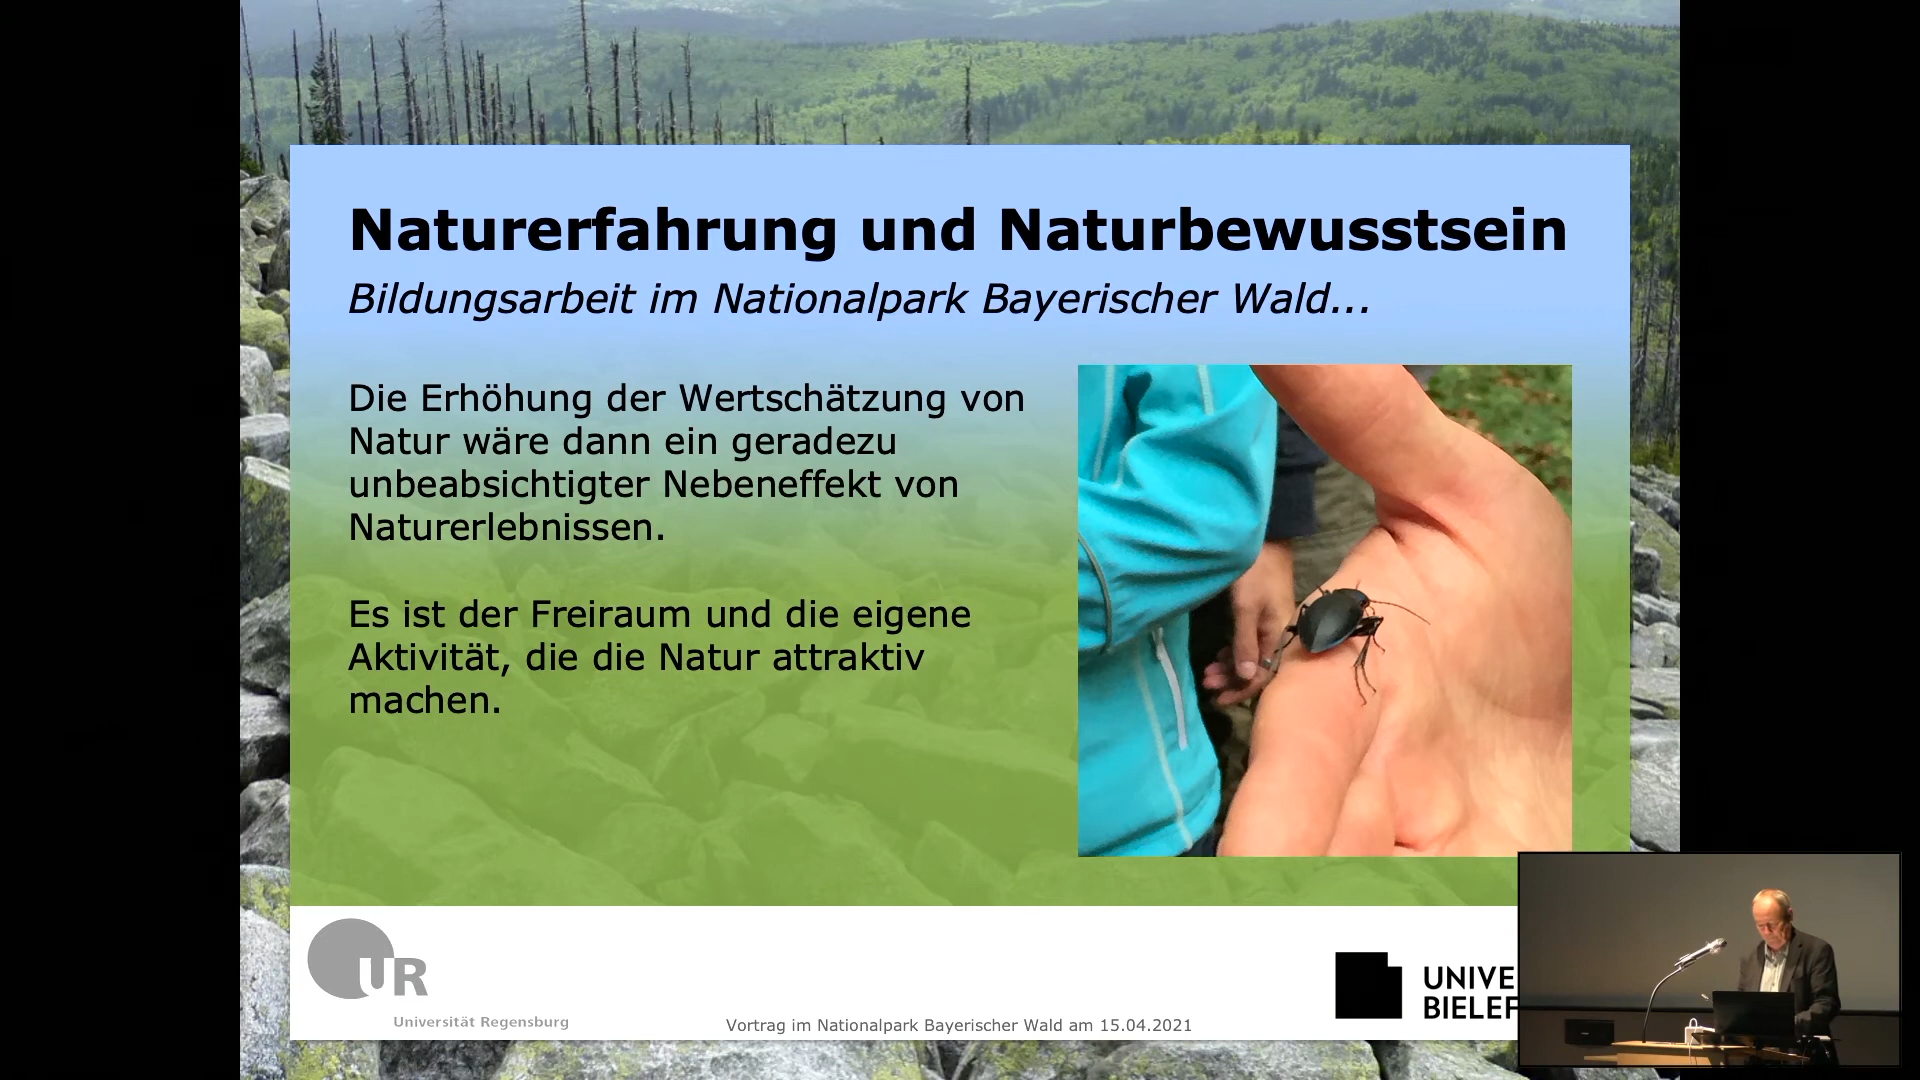 Naturerfahrung und Naturbewusstsein
Bildungsarbeit im Nationalpark Bayerischer Wald...
Die Erhöhung der Wertschätzung von
Natur wäre dann ein geradezu
unbeabsichtigter Nebeneffekt von
Naturerlebnissen.
Es ist der Freiraum und die eigene
Aktivität, die die Natur attraktiv
machen.
UR
Universität Regensburg
Vortrag im Nationalpark Bayerischer Wald am 15.04.2021
UNIVE
BIELEF